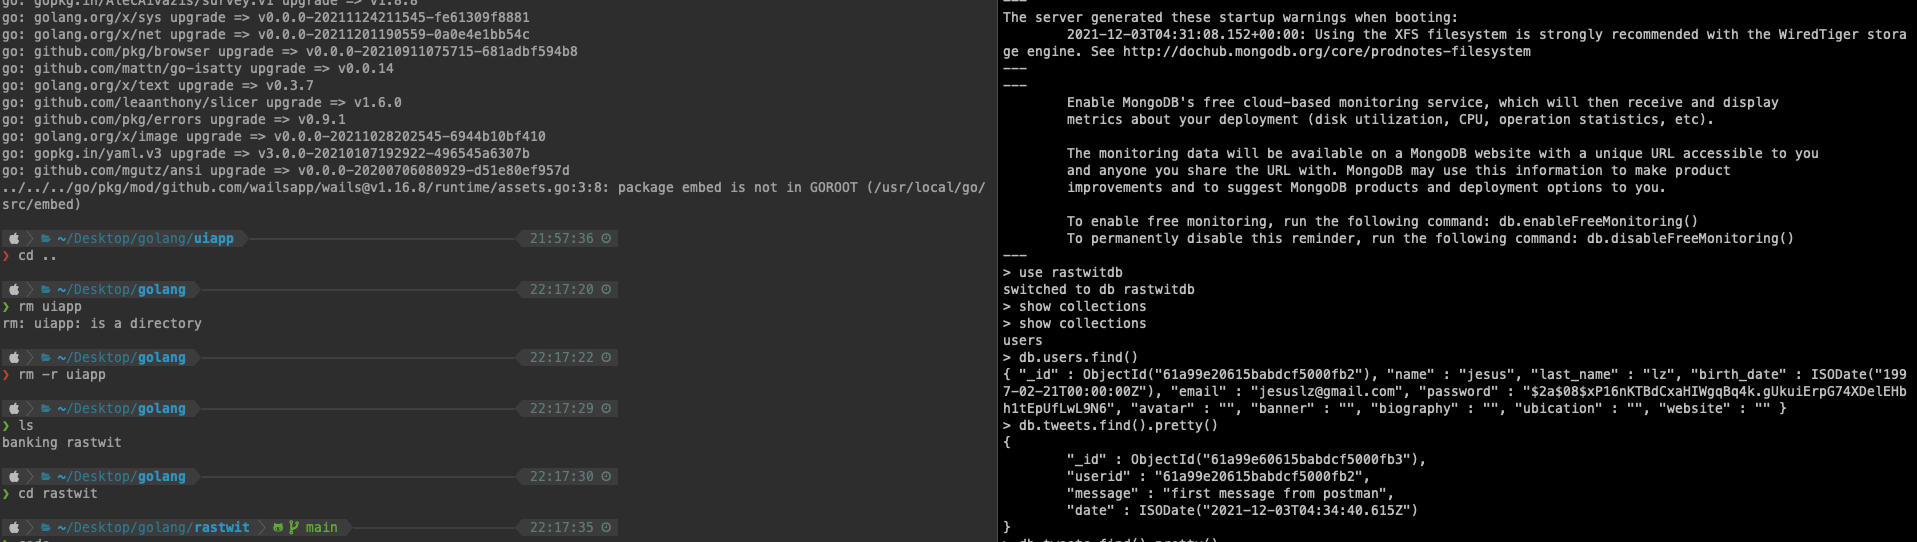 go: gopkg.in/AlecAivazis/survey.v1 upgrade => v1.8.8
go: golang.org/x/sys upgrade => v0.0.0-20211124211545-fe61309f8881
go: golang.org/x/net upgrade => v0.0.0-20211201190559-0a0e4e1bb54c
go: github.com/pkg/browser upgrade => v0.0.0-20210911075715-681adbf594b8
go: github.com/mattn/go-isatty upgrade => v0.0.14
go: golang.org/x/text upgrade => v0.3.7
go: github.com/leaanthony/slicer upgrade => v1.6.0
go: github.com/pkg/errors upgrade => v0.9.1
go: golang.org/x/image upgrade => v0.0.0-20211028202545-6944b10bf410
go: gopkg.in/yaml.v3 upgrade => v3.0.0-20210107192922-496545a6307b
go: github.com/mgutz/ansi upgrade => v0.0.0-20200706080929-d51e80ef957d
../../../go/pkg/mod/github.com/wailsapp/wails@v1.16.8/runtime/assets.go:3:8: package embed is not in GOROOT (/usr/local/go/
src/embed)
~/Desktop/golang/uiapp 21:57:36
❯ cd ..
~/Desktop/golang 22:17:20
❯ rm uiapp
rm: uiapp: is a directory
~/Desktop/golang 22:17:22
❯ rm -r uiapp
~/Desktop/golang 22:17:29
❯ ls
banking rastwit
~/Desktop/golang 22:17:30
❯ cd rastwit
~/Desktop/golang/rastwit main 22:17:35
---
The server generated these startup warnings when booting:
2021-12-03T04:31:08.152+00:00: Using the XFS filesystem is strongly recommended with the WiredTiger stora
ge engine. See http://dochub.mongodb.org/core/prodnotes-filesystem
---
---
Enable MongoDB's free cloud-based monitoring service, which will then receive and display
metrics about your deployment (disk utilization, CPU, operation statistics, etc).
The monitoring data will be available on a MongoDB website with a unique URL accessible to you
and anyone you share the URL with. MongoDB may use this information to make product
improvements and to suggest MongoDB products and deployment options to you.
To enable free monitoring, run the following command: db.enableFreeMonitoring()
To permanently disable this reminder, run the following command: db.disableFreeMonitoring()
---
> use rastwitdb
switched to db rastwitdb
> show collections
> show collections
users
> db.users.find()
{ "_id" : ObjectId("61a99e20615babdcf5000fb2"), "name" : "jesus", "last_name" : "lz", "birth_date" : ISODate("199
7-02-21T00:00:00Z"), "email" : "jesuslz@gmail.com", "password" : "$2a$08$xP16nKTBdCxaHIWgqBq4k.gUkuiErpG74XDelEHb
h1tEpUfLwL9N6", "avatar" : "", "banner" : "", "biography" : "", "ubication" : "", "website" : "" }
> db.tweets.find().pretty()
{
"_id" : ObjectId("61a99e60615babdcf5000fb3"),
"userid" : "61a99e20615babdcf5000fb2",
"message" : "first message from postman",
"date" : ISODate("2021-12-03T04:34:40.615Z")
}
> db.tweets.find().pretty()